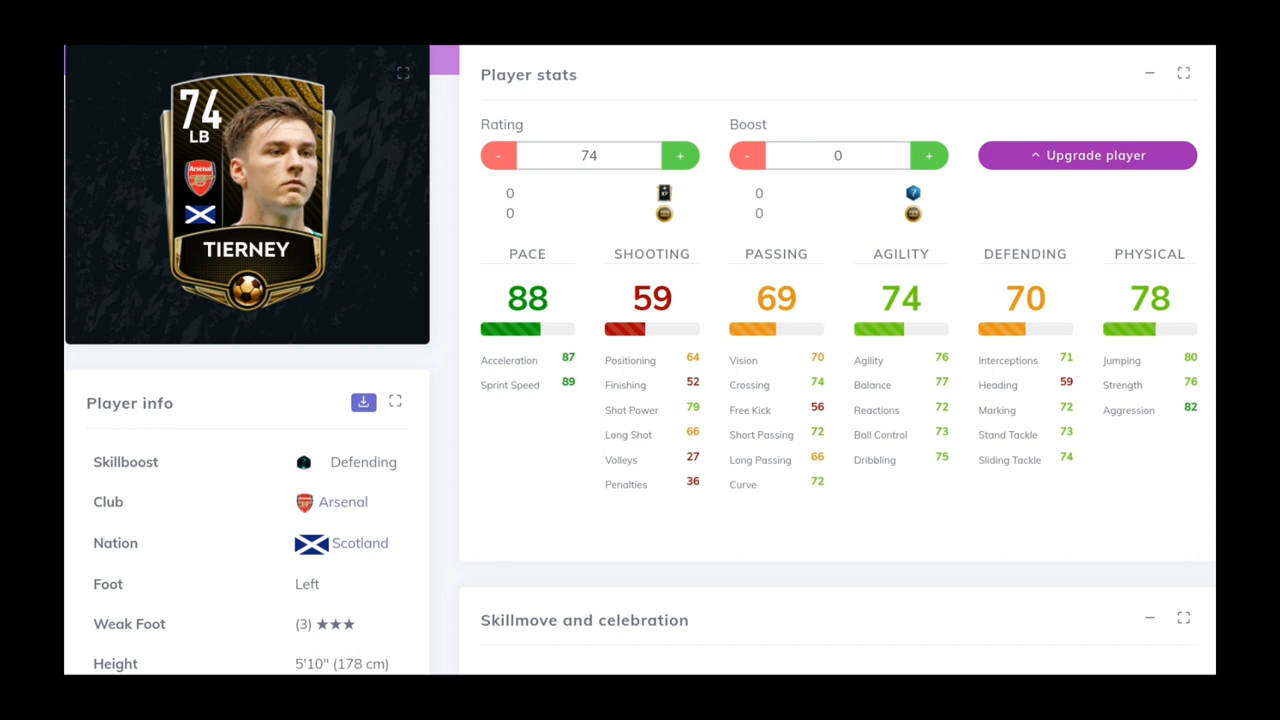 74
LB
Arsenal
TIERNEY
Player info
Skillboost Defending
Club Arsenal
Nation Scotland
Foot Left
Weak Foot (3) ★★★
Height 5'10" (178 cm)
Player stats
Rating Boost
- 74 + - 0 + ^ Upgrade player
0 XP 0 ?
0 0
PACE SHOOTING PASSING AGILITY DEFENDING PHYSICAL
88 59 69 74 70 78
Acceleration 87 Positioning 64 Vision 70 Agility 76 Interceptions 71 Jumping 80
Sprint Speed 89 Finishing 52 Crossing 74 Balance 77 Heading 59 Strength 76
Shot Power 79 Free Kick 56 Reactions 72 Marking 72 Aggression 82
Long Shot 66 Short Passing 72 Ball Control 73 Stand Tackle 73
Volleys 27 Long Passing 66 Dribbling 75 Sliding Tackle 74
Penalties 36 Curve 72
Skillmove and celebration